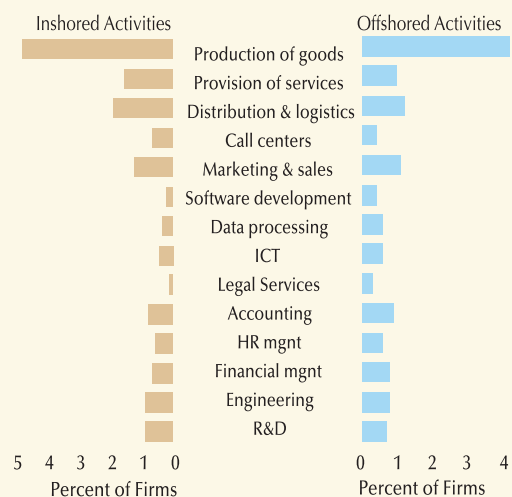 Inshored Activities
Offshored Activities
Production of goods
Provision of services
Distribution & logistics
Call centers
Marketing & sales
Software development
Data processing
ICT
Legal Services
Accounting
HR mgnt
Financial mgnt
Engineering
R&D
5 4 3 2 1 0
0 1 2 3 4
Percent of Firms
Percent of Firms